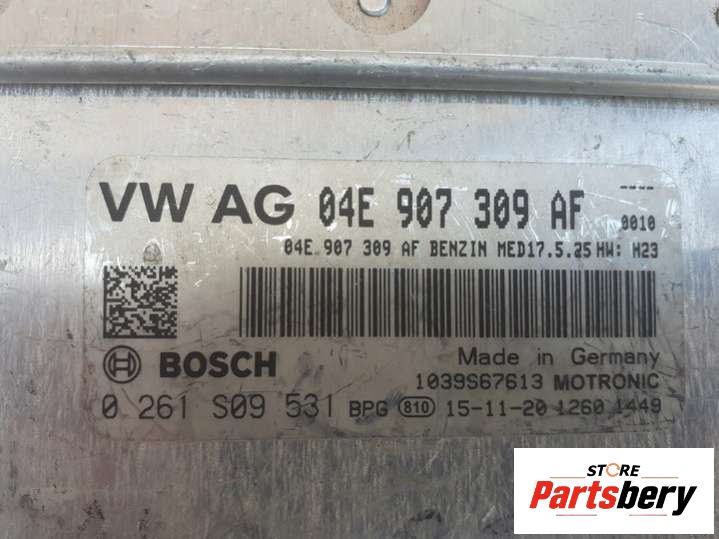 VW AG 04E 907 309 AF ----
0010
04E 907 309 AF BENZIN MED17.5.25 HW: H23
BOSCH
Made in Germany
1039S67613 MOTRONIC
0 261 S09 531 BPG 810 15-11-20 1260 1449
STORE
Partsbery